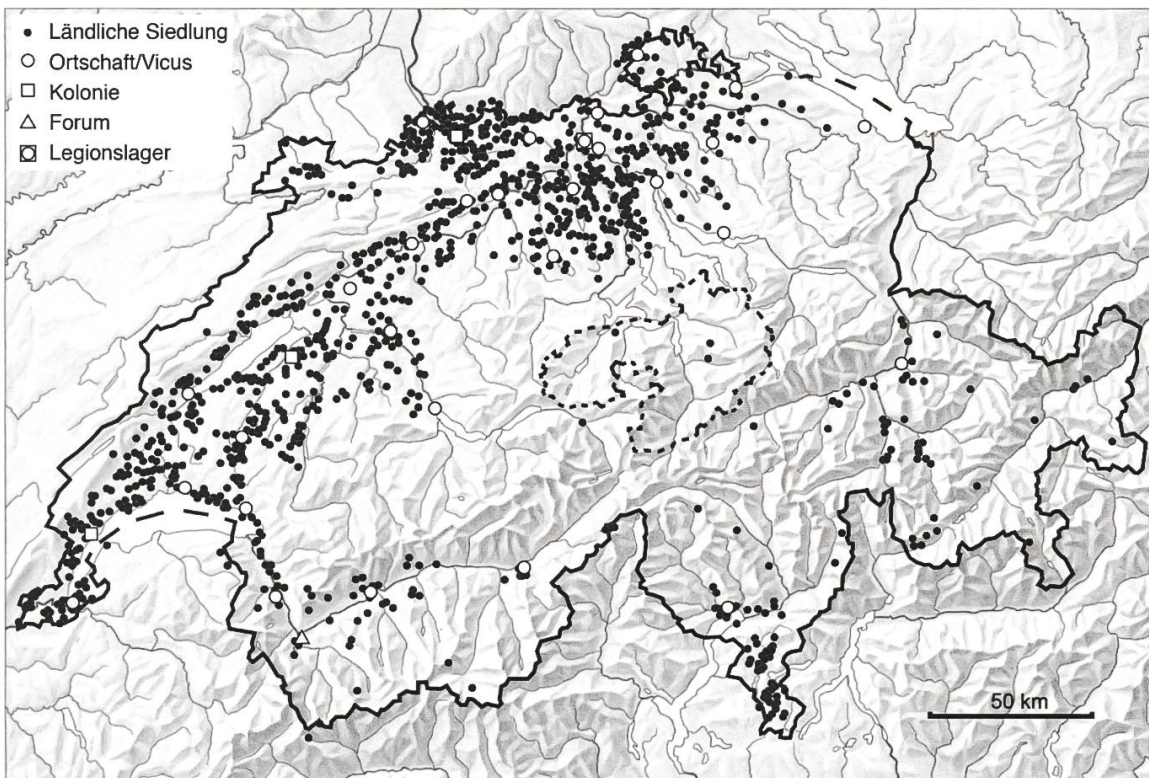 Ländliche Siedlung
Ortschaft/Vicus
Kolonie
Forum
Legionslager
50 km